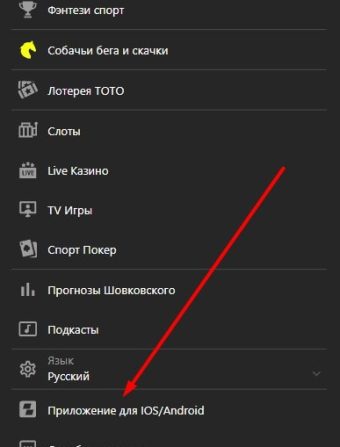 Фэнтези спорт
Собачьи бега и скачки
Лотерея ТОТО
Слоты
LIVE
Live Казино
TV Игры
Спорт Покер
Прогнозы Шовковского
Подкасты
Язык
Русский
Приложение для IOS/Android